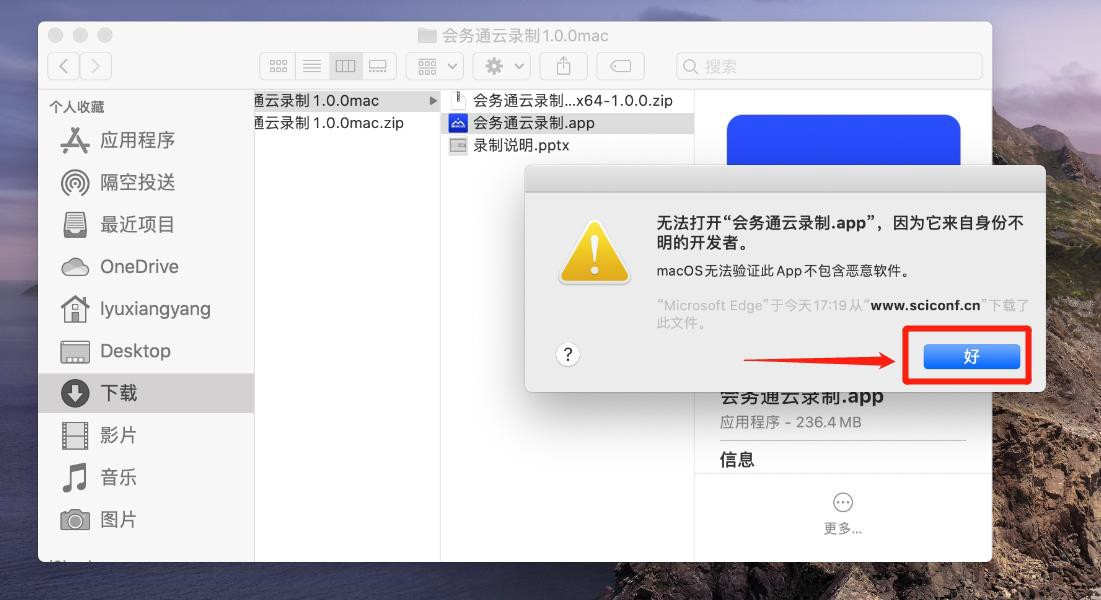 会务通云录制1.0.0mac
搜索
个人收藏
应用程序
隔空投送
最近项目
OneDrive
lyuxiangyang
Desktop
下载
影片
音乐
图片
通云录制1.0.0mac
通云录制1.0.0mac.zip
会务通云录制...x64-1.0.0.zip
会务通云录制.app
录制说明.pptx
无法打开“会务通云录制.app”，因为它来自身份不
明的开发者。
macOS无法验证此App不包含恶意软件。
“Microsoft Edge”于今天17:19从“www.sciconf.cn”下载了
此文件。
?
好
会务通云录制.app
应用程序 - 236.4 MB
信息
更多...